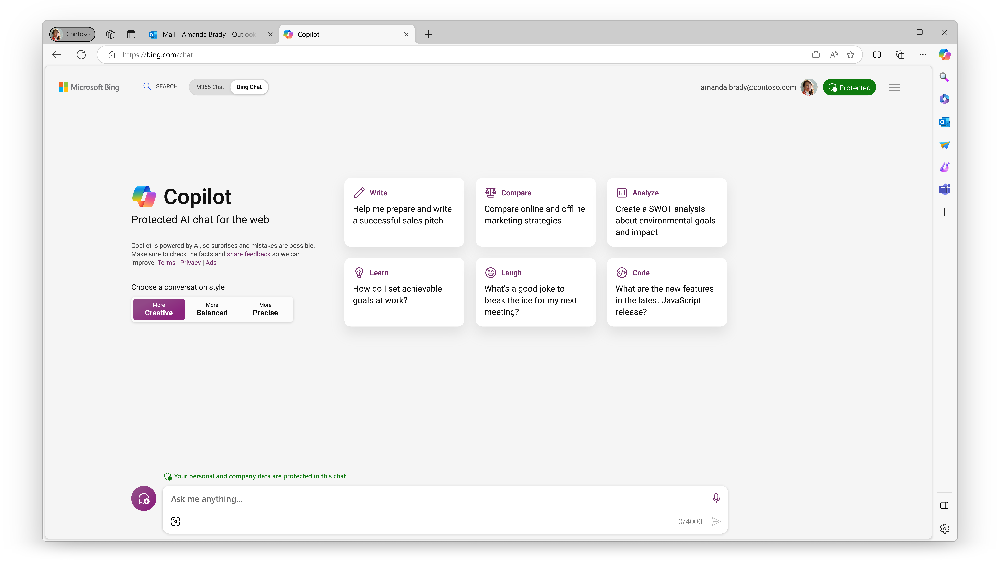 Contoso
Mail - Amanda Brady - Outlook
Copilot
https://bing.com/chat
Microsoft Bing
SEARCH
M365 Chat
Bing Chat
amanda.brady@contoso.com
Protected
Copilot
Protected AI chat for the web
Copilot is powered by AI, so surprises and mistakes are possible.
Make sure to check the facts and share feedback so we can
improve. Terms | Privacy | Ads
Choose a conversation style
More
Creative
More
Balanced
More
Precise
Write
Help me prepare and write
a successful sales pitch
Compare
Compare online and offline
marketing strategies
Analyze
Create a SWOT analysis
about environmental goals
and impact
Learn
How do I set achievable
goals at work?
Laugh
What's a good joke to
break the ice for my next
meeting?
Code
What are the new features
in the latest JavaScript
release?
Your personal and company data are protected in this chat
Ask me anything...
0/4000